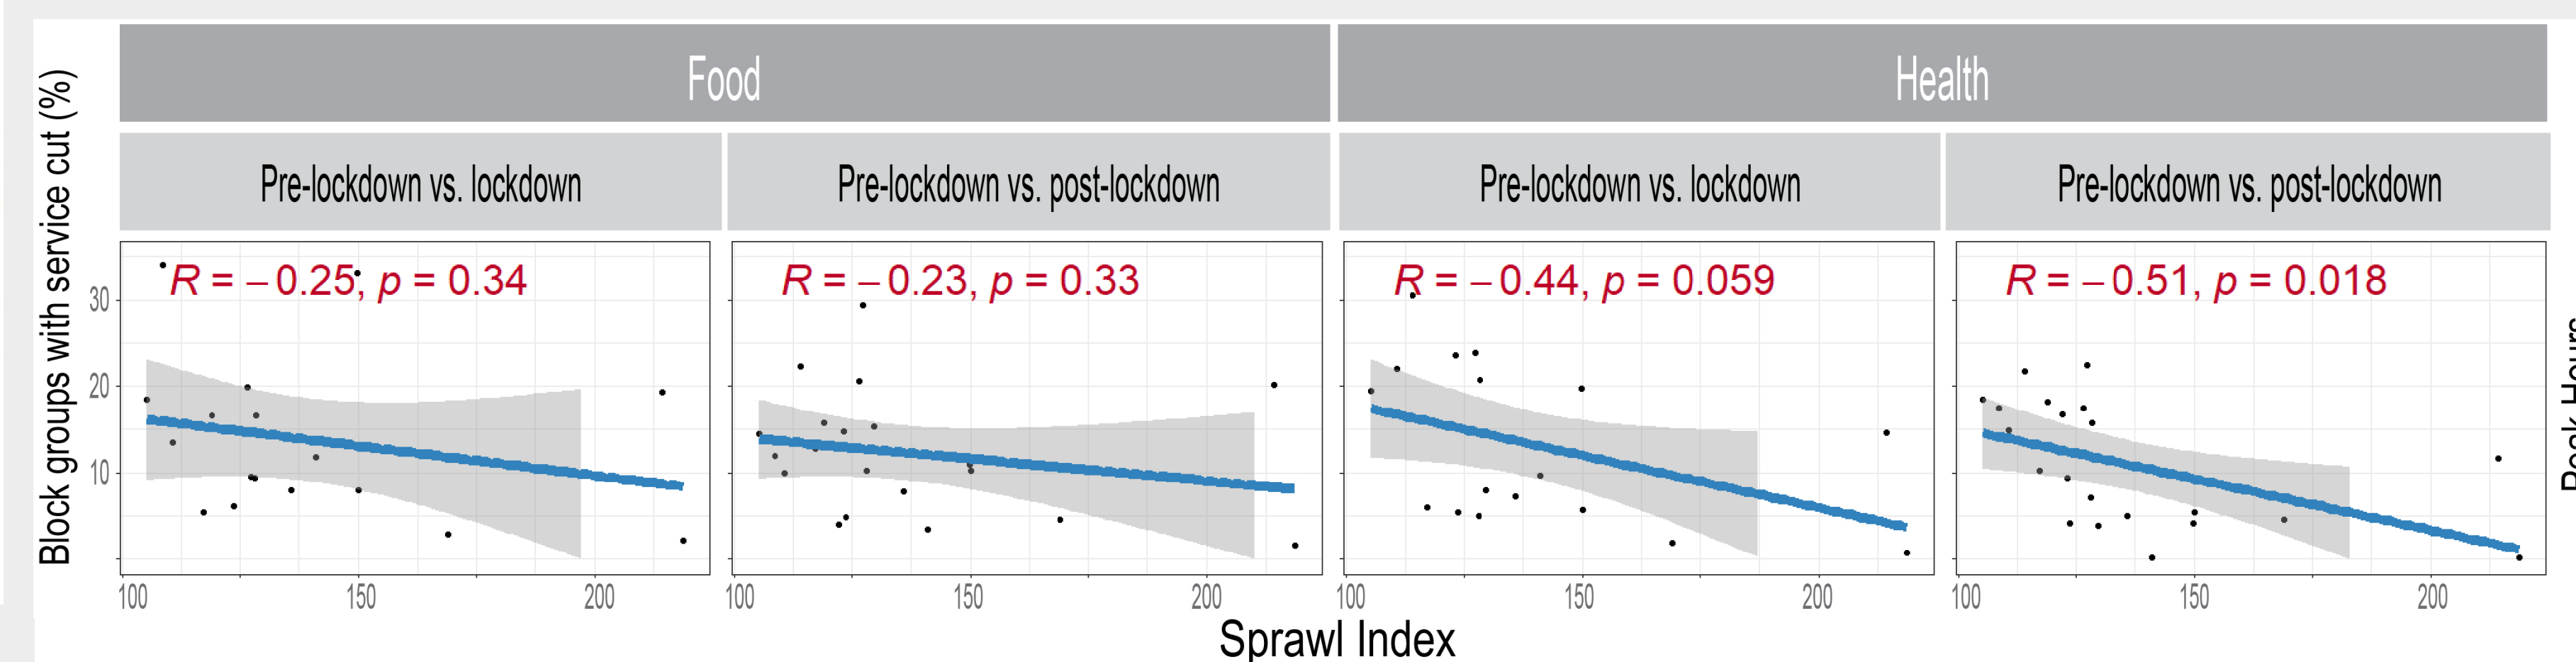 Food
Health
Pre-lockdown vs. lockdown
Pre-lockdown vs. post-lockdown
Pre-lockdown vs. lockdown
Pre-lockdown vs. post-lockdown
Block groups with service cut (%)
R = −0.25, p = 0.34
R = −0.23, p = 0.33
R = −0.44, p = 0.059
R = −0.51, p = 0.018
30
20
10
100 150 200
100 150 200
100 150 200
100 150 200
Sprawl Index
Peak Hours